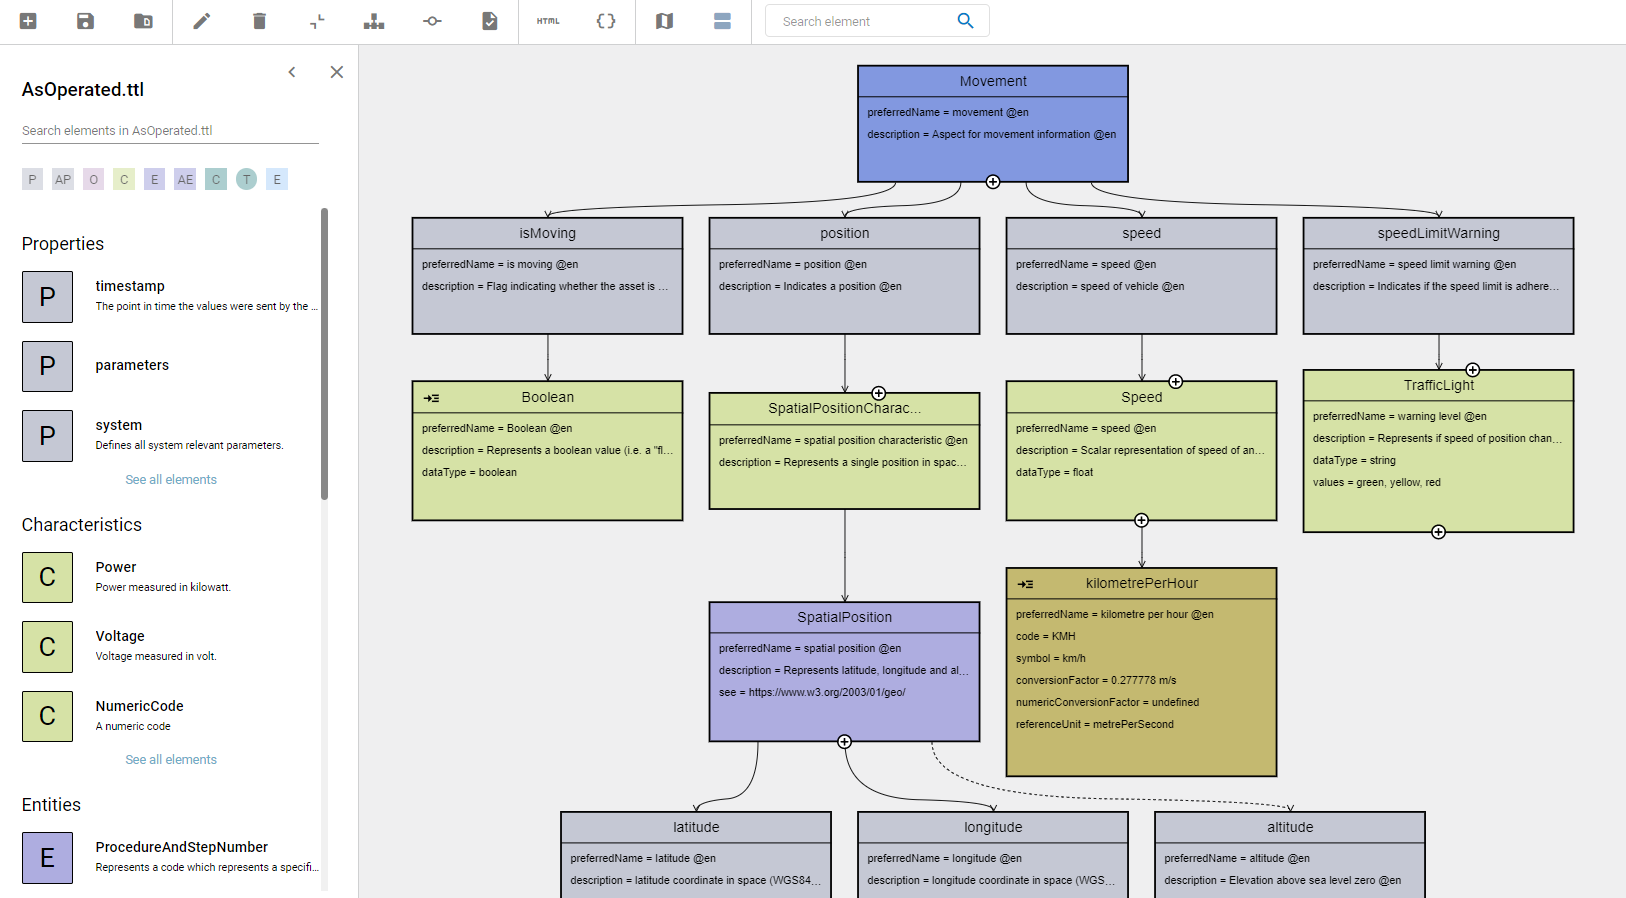 HTML
Search element
AsOperated.ttl
Search elements in AsOperated.ttl
P AP O C E AE C T E
Properties
P
timestamp
The point in time the values were sent by the ...
P
parameters
P
system
Defines all system relevant parameters.
See all elements
Characteristics
C
Power
Power measured in kilowatt.
C
Voltage
Voltage measured in volt.
C
NumericCode
A numeric code
See all elements
Entities
E
ProcedureAndStepNumber
Represents a code which represents a specifi...
Movement
preferredName = movement @en
description = Aspect for movement information @en
isMoving
preferredName = is moving @en
description = Flag indicating whether the asset is ...
position
preferredName = position @en
description = Indicates a position @en
speed
preferredName = speed @en
description = speed of vehicle @en
speedLimitWarning
preferredName = speed limit warning @en
description = Indicates if the speed limit is adhere...
Boolean
preferredName = Boolean @en
description = Represents a boolean value (i.e. a "fl...
dataType = boolean
SpatialPositionCharac...
preferredName = spatial position characteristic @en
description = Represents a single position in spac...
Speed
preferredName = speed @en
description = Scalar representation of speed of an...
dataType = float
TrafficLight
preferredName = warning level @en
description = Represents if speed of position chan...
dataType = string
values = green, yellow, red
SpatialPosition
preferredName = spatial position @en
description = Represents latitude, longitude and al...
see = https://www.w3.org/2003/01/geo/
kilometrePerHour
preferredName = kilometre per hour @en
code = KMH
symbol = km/h
conversionFactor = 0.277778 m/s
numericConversionFactor = undefined
referenceUnit = metrePerSecond
latitude
preferredName = latitude @en
description = latitude coordinate in space (WGS84...
longitude
preferredName = longitude @en
description = longitude coordinate in space (WGS...
altitude
preferredName = altitude @en
description = Elevation above sea level zero @en